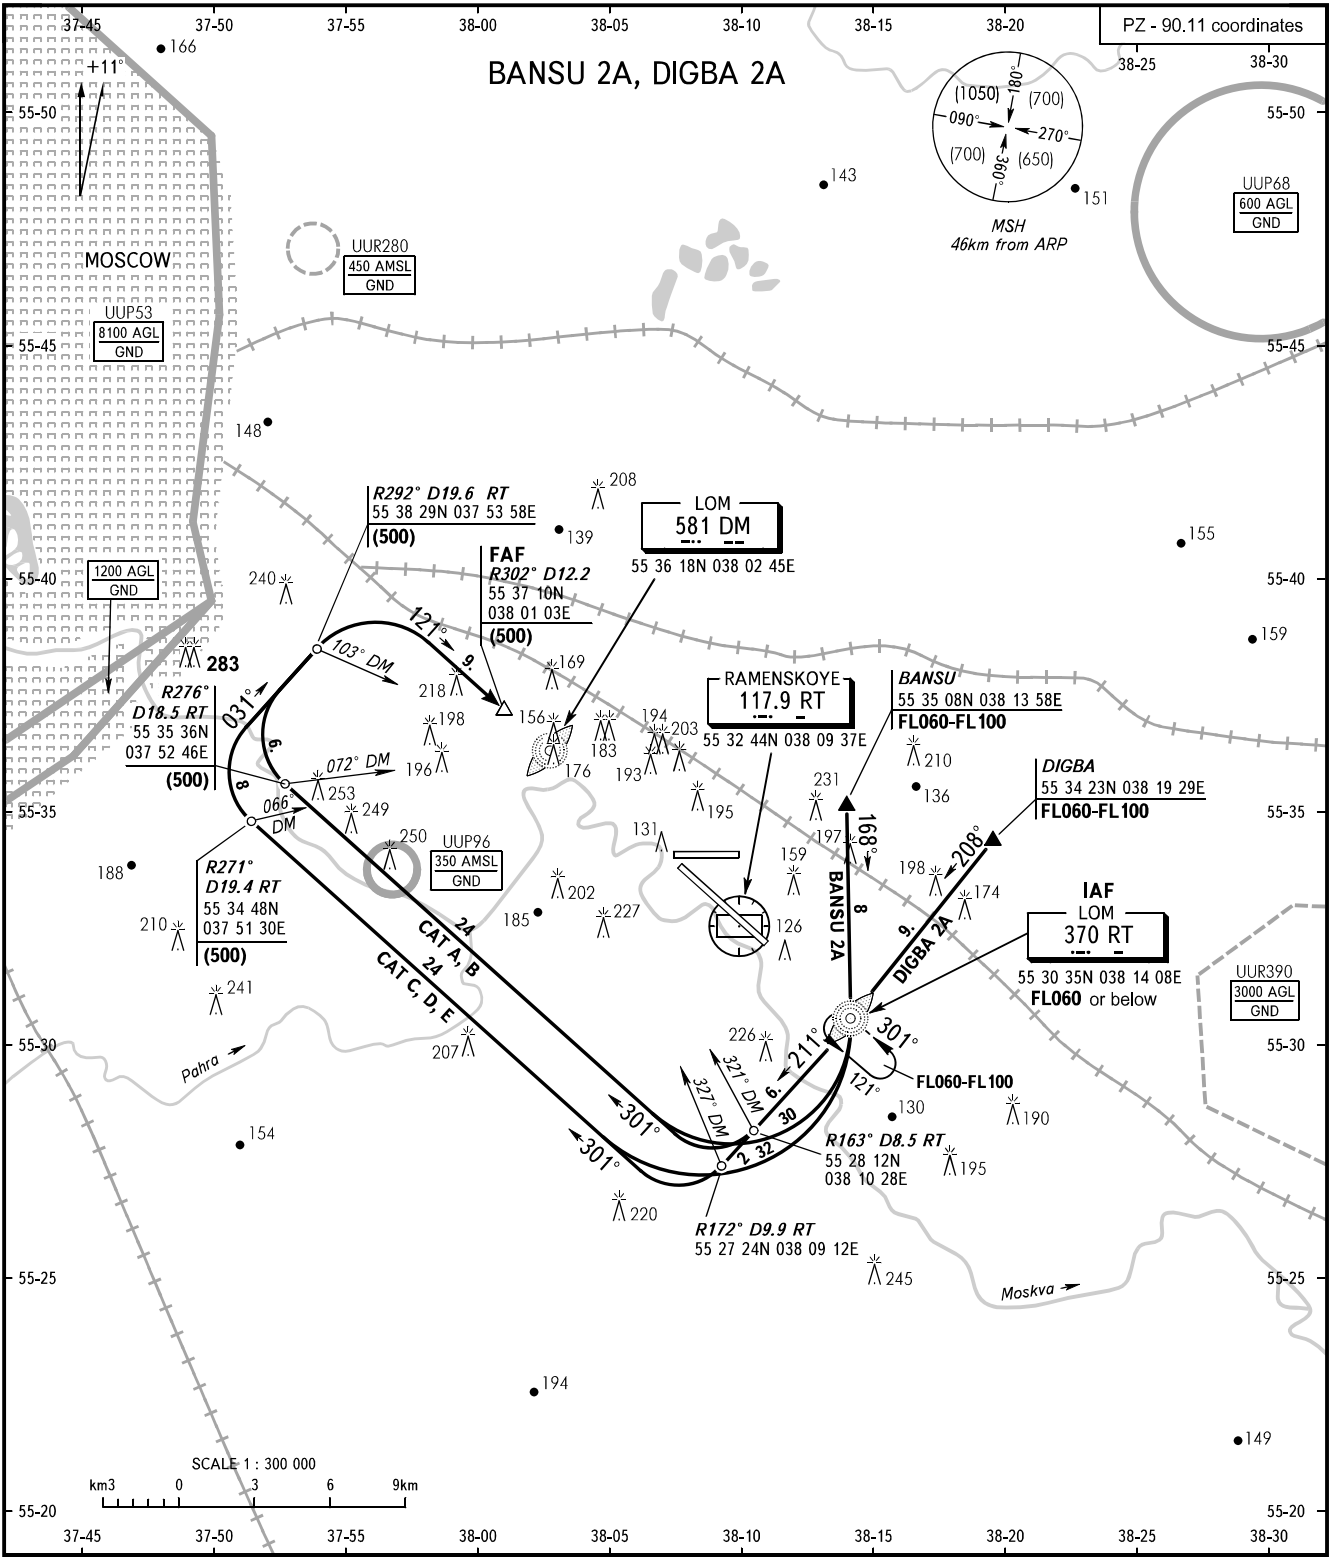 37-45
37-50
37-55
38-00
38-05
38-10
38-15
38-20
PZ - 90.11 coordinates
38-25
38-30
166
+11°
BANSU 2A, DIGBA 2A
180°
(1050)
(700)
090°
270°
(700)
(650)
360°
MSH
46km from ARP
55-50
55-50
143
151
UUP68
600 AGL
GND
MOSCOW
UUR280
450 AMSL
GND
UUP53
8100 AGL
GND
55-45
55-45
148
R292° D19.6 RT
55 38 29N 037 53 58E
(500)
208
139
LOM
581 DM
55 36 18N 038 02 45E
155
FAF
R302° D12.2
55 37 10N
038 01 03E
(500)
1200 AGL
GND
55-40
55-40
240
159
121°
9.
103° DM
283
169
218
R276°
D18.5 RT
55 35 36N
037 52 46E
(500)
031°
6.
8
RAMENSKOYE
117.9 RT
55 32 44N 038 09 37E
BANSU
55 35 08N 038 13 58E
FL060-FL100
198
156
183
194
203
193
196
176
210
072° DM
253
066°
DM
249
195
231
136
DIGBA
55 34 23N 038 19 29E
FL060-FL100
55-35
55-35
250
UUP96
350 AMSL
GND
131
197
168°
208°
159
198
174
188
R271°
D19.4 RT
55 34 48N
037 51 30E
(500)
202
185
227
126
BANSU 2A
8
9.
DIGBA 2A
IAF
LOM
370 RT
55 30 35N 038 14 08E
FL060 or below
210
24
CAT A, B
24
CAT C, D, E
UUR390
3000 AGL
GND
241
207
226
211°
301°
55-30
55-30
Pahra
321° DM
327° DM
6.
121°
FL060-FL100
301°
301°
30
2
32
130
190
154
R163° D8.5 RT
55 28 12N
038 10 28E
195
220
R172° D9.9 RT
55 27 24N 038 09 12E
245
55-25
55-25
Moskva
194
149
SCALE 1 : 300 000
km3
0
3
6
9km
55-20
55-20
37-45
37-50
37-55
38-00
38-05
38-10
38-15
38-20
38-25
38-30